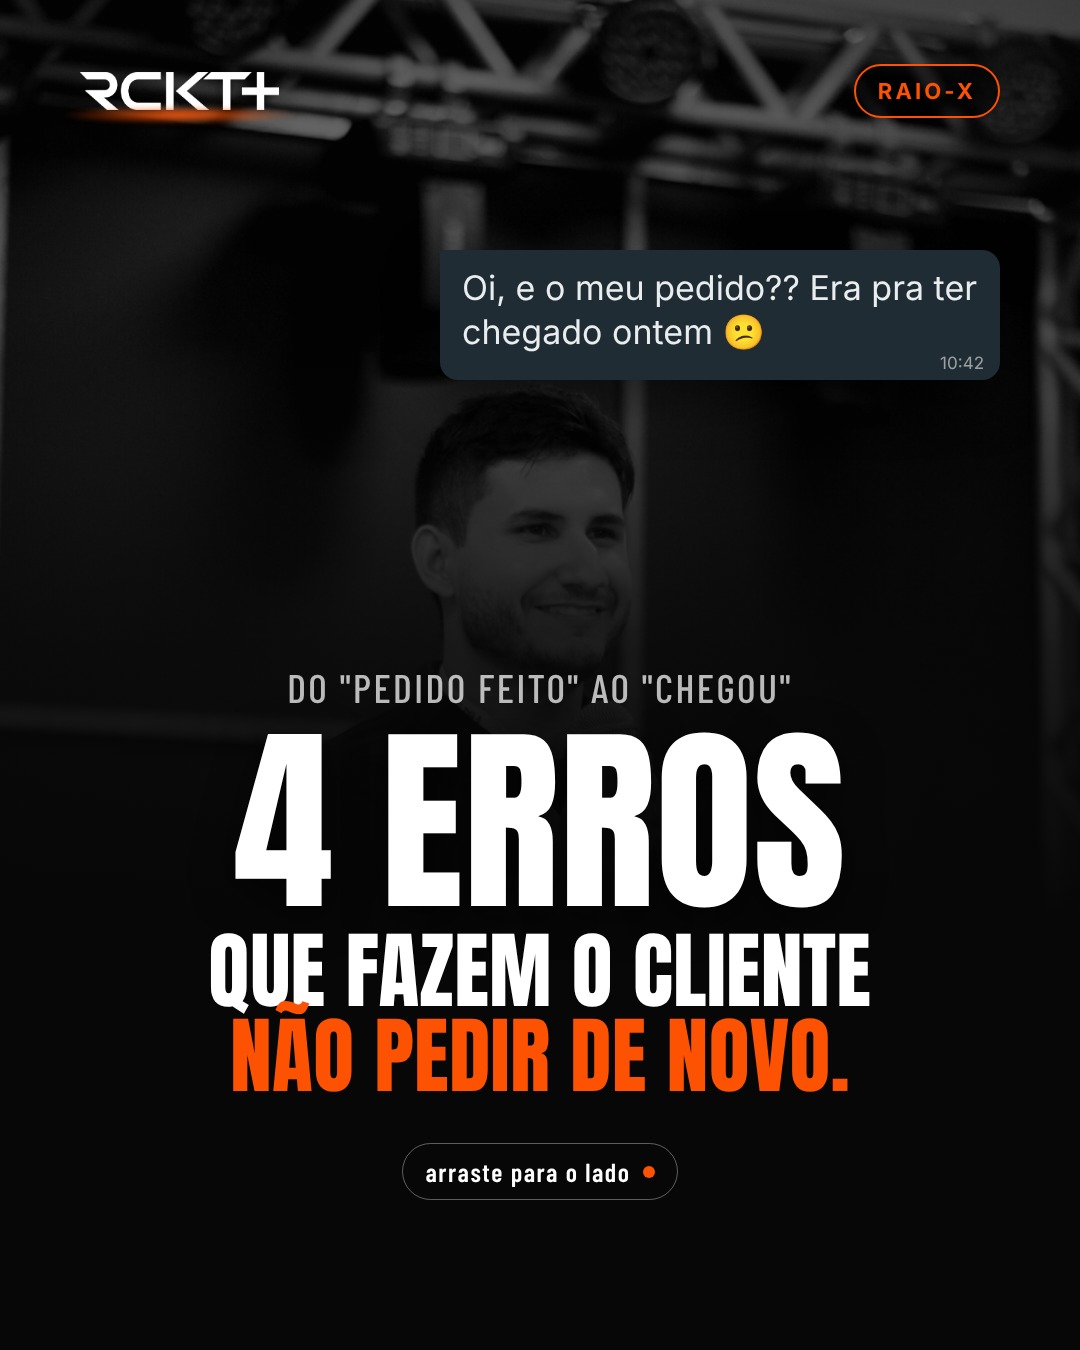 RCKT+
RAIO-X
Oi, e o meu pedido?? Era pra ter
chegado ontem 😕
10:42
DO "PEDIDO FEITO" AO "CHEGOU"
4 ERROS
QUE FAZEM O CLIENTE
NÃO PEDIR DE NOVO.
arraste para o lado